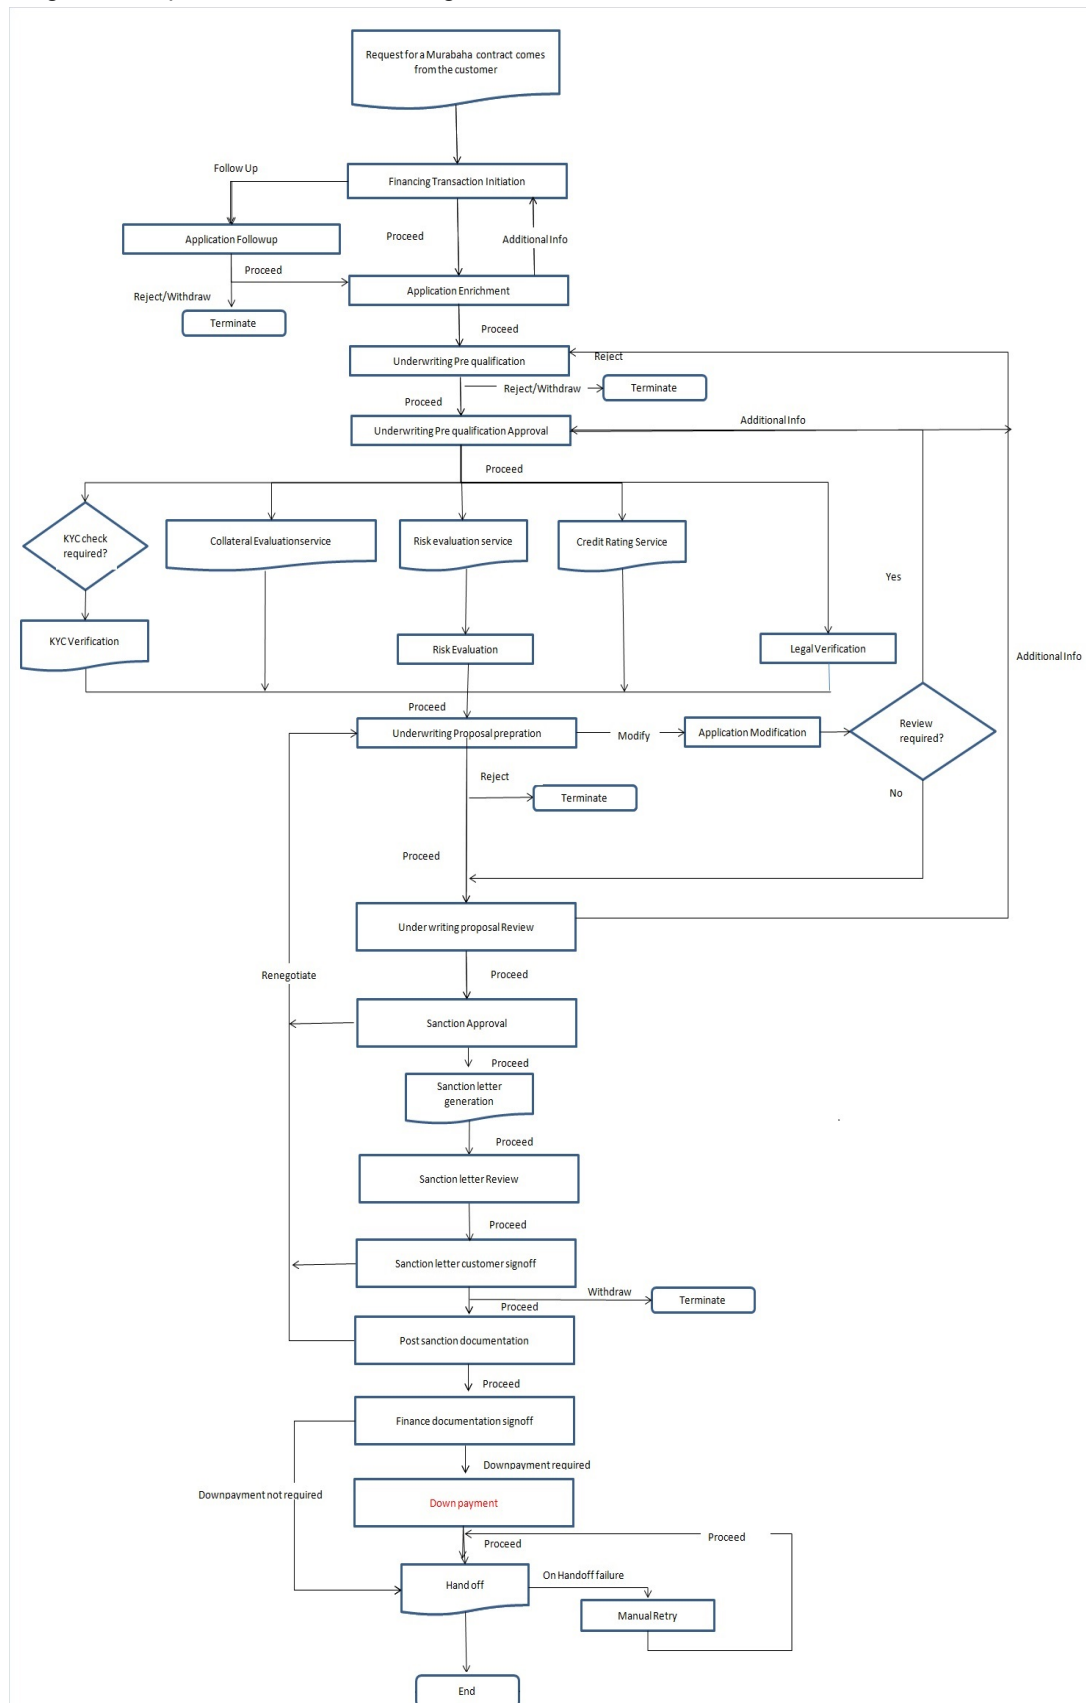 Request for a Murabaha contract comes
from the customer
Follow Up
Financing Transaction Initiation
Application Followup
Proceed
Additional Info
Proceed
Application Enrichment
Reject/Withdraw
Terminate
Proceed
Underwriting Pre qualification
Reject
Reject/Withdraw
Terminate
Proceed
Underwriting Pre qualification Approval
Additional Info
Proceed
KYC check
required?
Collateral Evaluationservice
Risk evaluation service
Credit Rating Service
Yes
KYC Verification
Risk Evaluation
Legal Verification
Additional Info
Proceed
Underwriting Proposal prepration
Modify
Application Modification
Review
required?
Reject
Terminate
No
Proceed
Under writing proposal Review
Renegotiate
Proceed
Sanction Approval
Proceed
Sanction letter
generation
Proceed
Sanction letter Review
Proceed
Sanction letter customer signoff
Withdraw
Terminate
Proceed
Post sanction documentation
Proceed
Finance documentation signoff
Downpayment required
Downpayment not required
Down payment
Proceed
Proceed
Hand off
On Handoff failure
Manual Retry
End